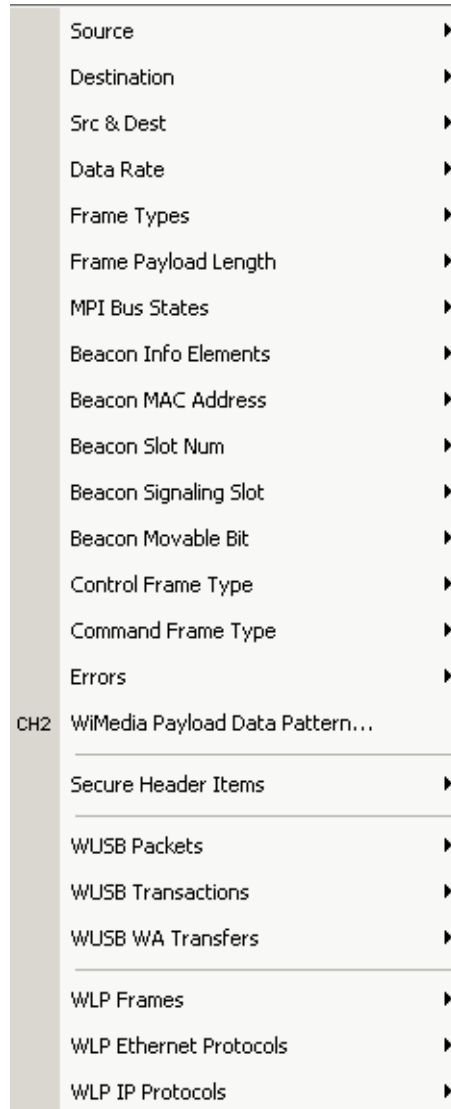 Source
Destination
Src & Dest
Data Rate
Frame Types
Frame Payload Length
MPI Bus States
Beacon Info Elements
Beacon MAC Address
Beacon Slot Num
Beacon Signaling Slot
Beacon Movable Bit
Control Frame Type
Command Frame Type
Errors
CH2 WiMedia Payload Data Pattern...
Secure Header Items
WUSB Packets
WUSB Transactions
WUSB WA Transfers
WLP Frames
WLP Ethernet Protocols
WLP IP Protocols